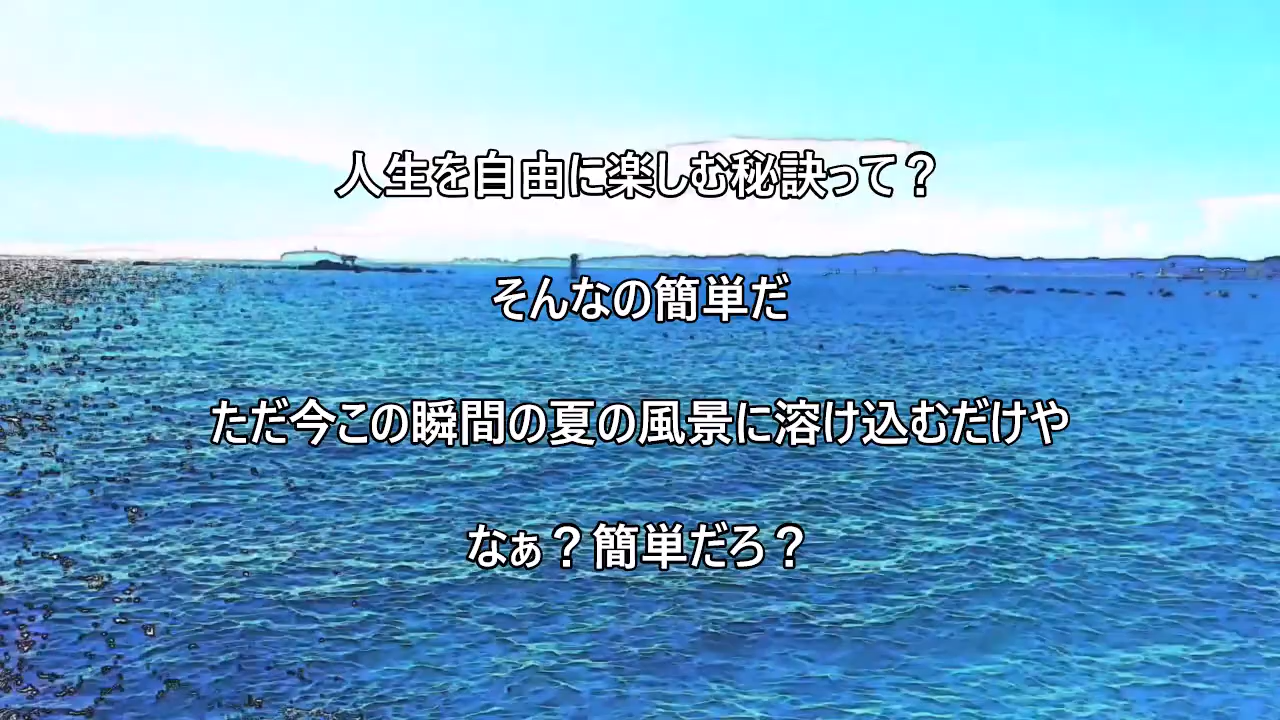 人生を自由に楽しむ秘訣って？
そんなの簡単だ
ただ今この瞬間の夏の風景に溶け込むだけや
なぁ？簡単だろ？